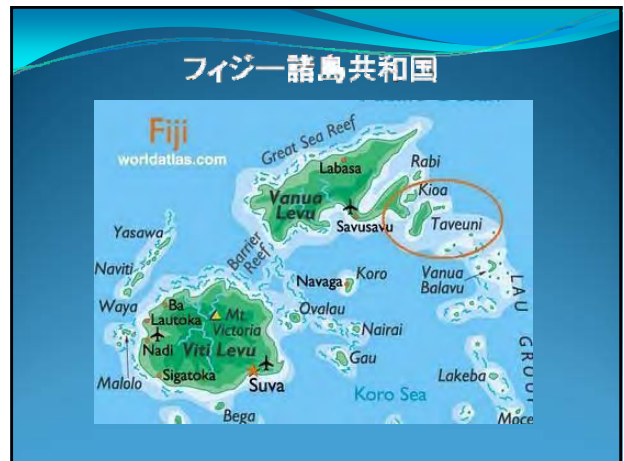 フィジー諸島共和国
Fiji
worldatlas.com
Great Sea Reef
Labasa
Rabi
Kioa
Vanua
Levu
Savusavu
Taveuni
Yasawa
Barrier
Reef
Naviti
Navaga
Koro
Vanua
Balavu
Waya
Ba
Lautoka
Mt.
Victoria
Ovalau
Nairai
Nadi
Viti Levu
Gau
Malolo
Sigatoka
Suva
Lakeba
Koro Sea
Bega
Moce
LAU